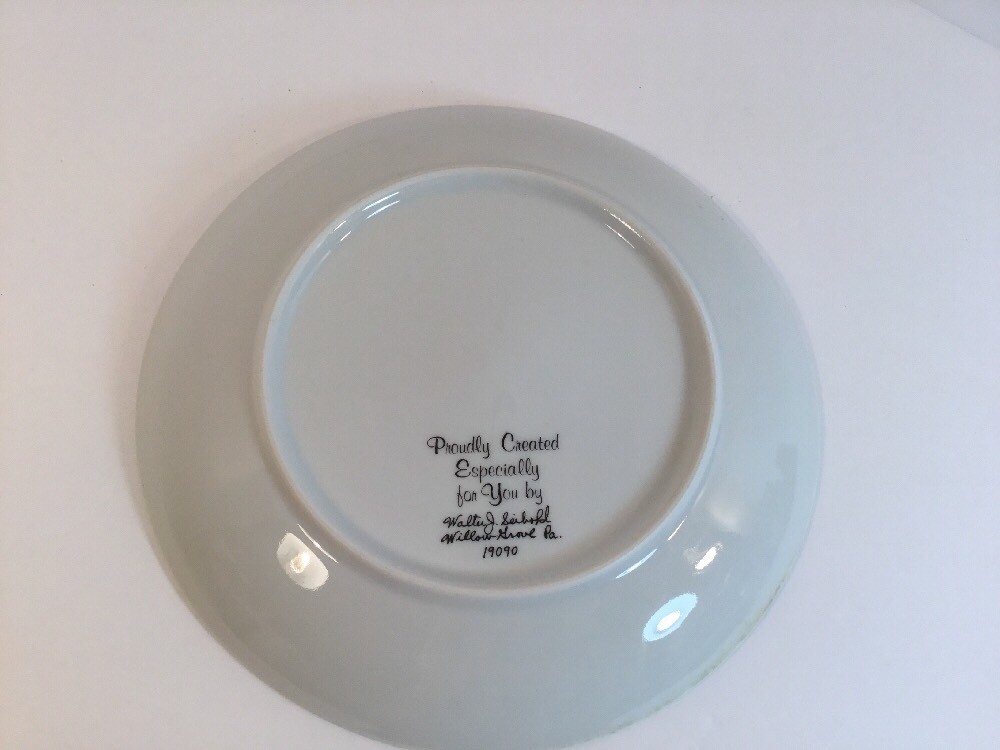 Proudly Created
Especially
for You by
Walter J. Seibold
Willow Grove Pa.
19090